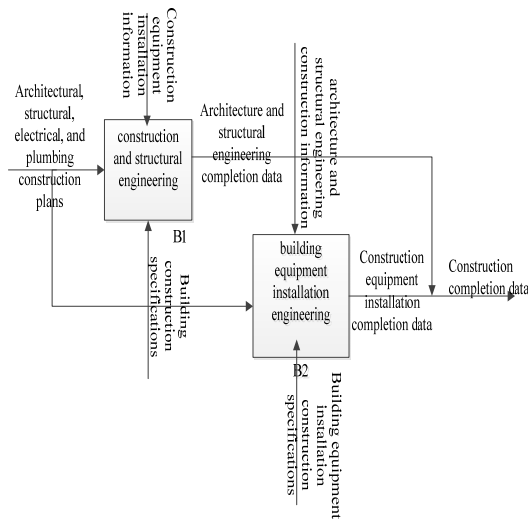 Construction
equipment
installation
information
Architectural,
structural,
electrical, and
plumbing
construction
plans
construction
and structural
engineering
B1
Architecture and
structural
engineering
completion data
architecture and
structural engineering
construction information
Building
construction
specifications
building
equipment
installation
engineering
B2
Construction
equipment
installation
completion data
Construction
completion data
Building equipment
installation
construction
specifications